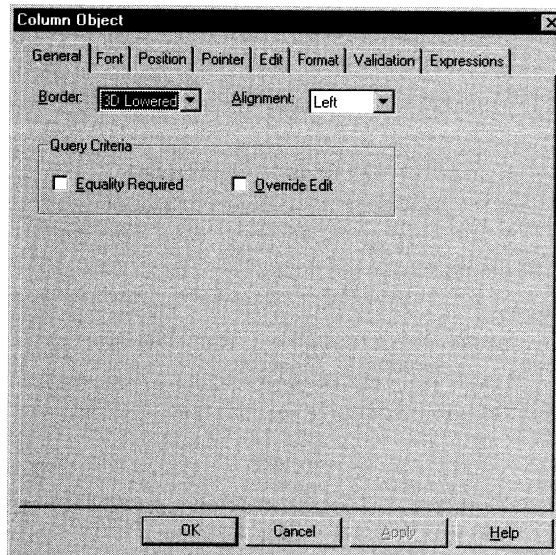 Column Object
General Font Position Pointer Edit Format Validation Expressions
Border: 3D Lowered Alignment: Left
Query Criteria
Equality Required Override Edit
OK Cancel Apply Help